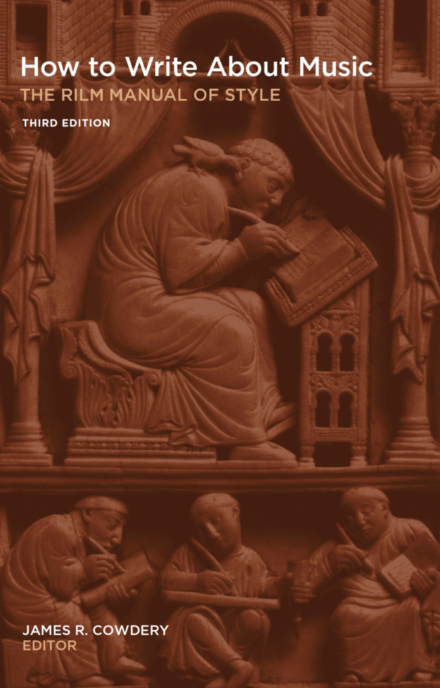 How to Write About Music
THE RILM MANUAL OF STYLE
THIRD EDITION
JAMES R. COWDERY
EDITOR